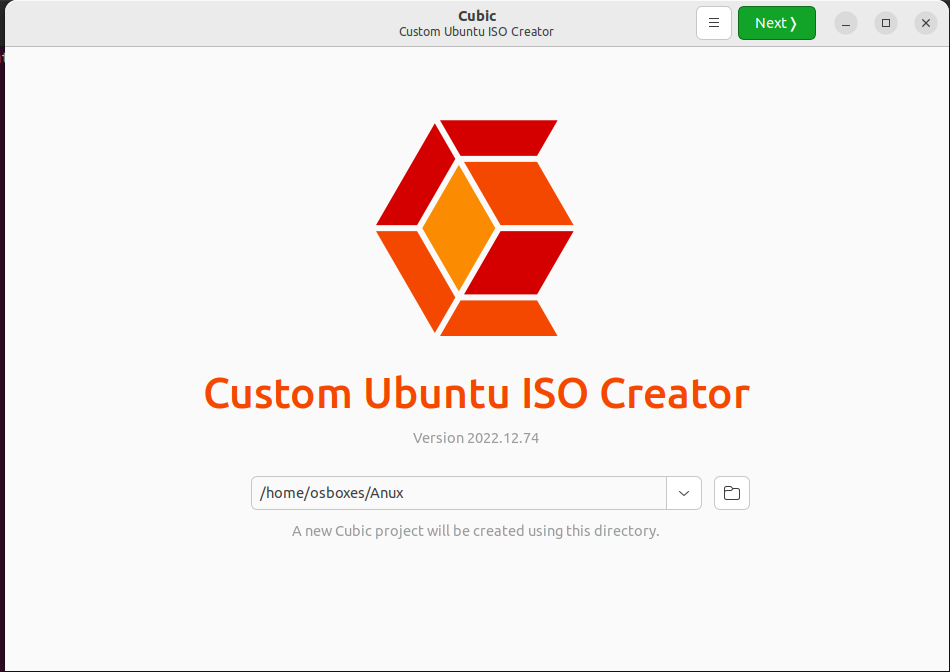 Cubic
Custom Ubuntu ISO Creator
Next ❭
Custom Ubuntu ISO Creator
Version 2022.12.74
/home/osboxes/Anux
A new Cubic project will be created using this directory.